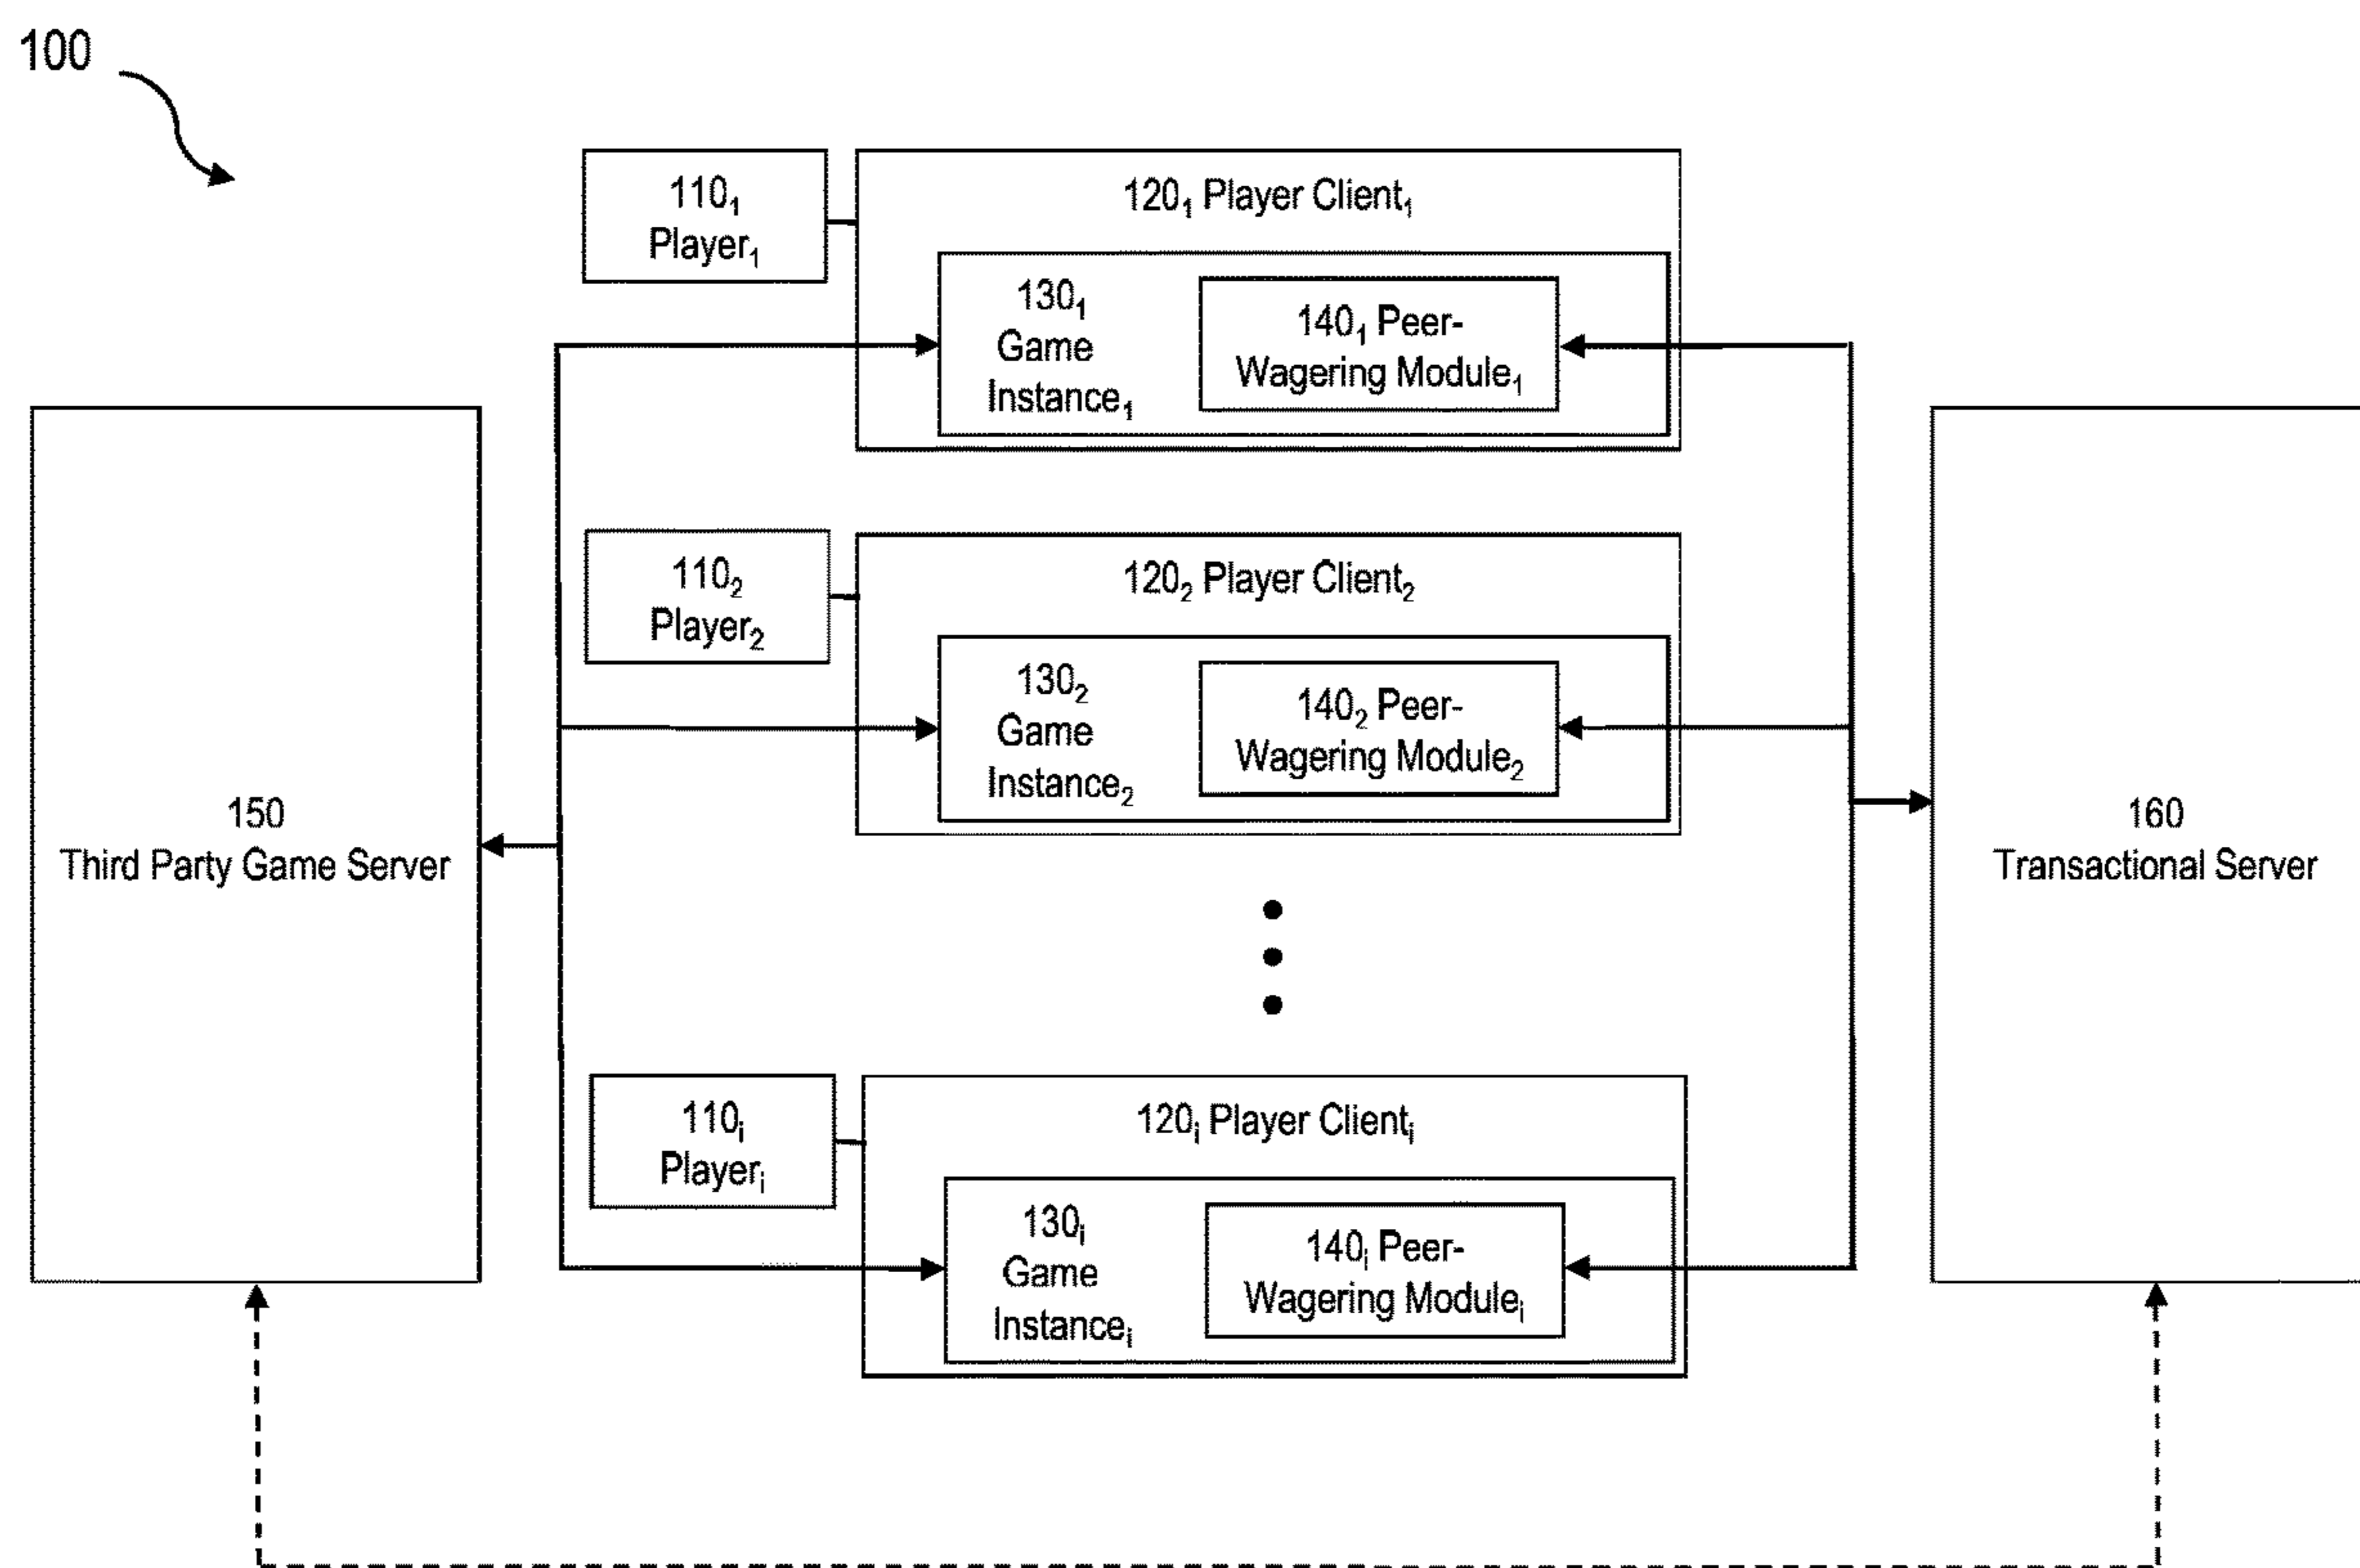 100
110₁
Player₁
120₁ Player Client₁
130₁
Game
Instance₁
140₁ Peer-
Wagering Module₁
110₂
Player₂
120₂ Player Client₂
130₂
Game
Instance₂
140₂ Peer-
Wagering Module₂
150
Third Party Game Server
160
Transactional Server
110ᵢ
Playerᵢ
120ᵢ Player Clientᵢ
130ᵢ
Game
Instanceᵢ
140ᵢ Peer-
Wagering Moduleᵢ